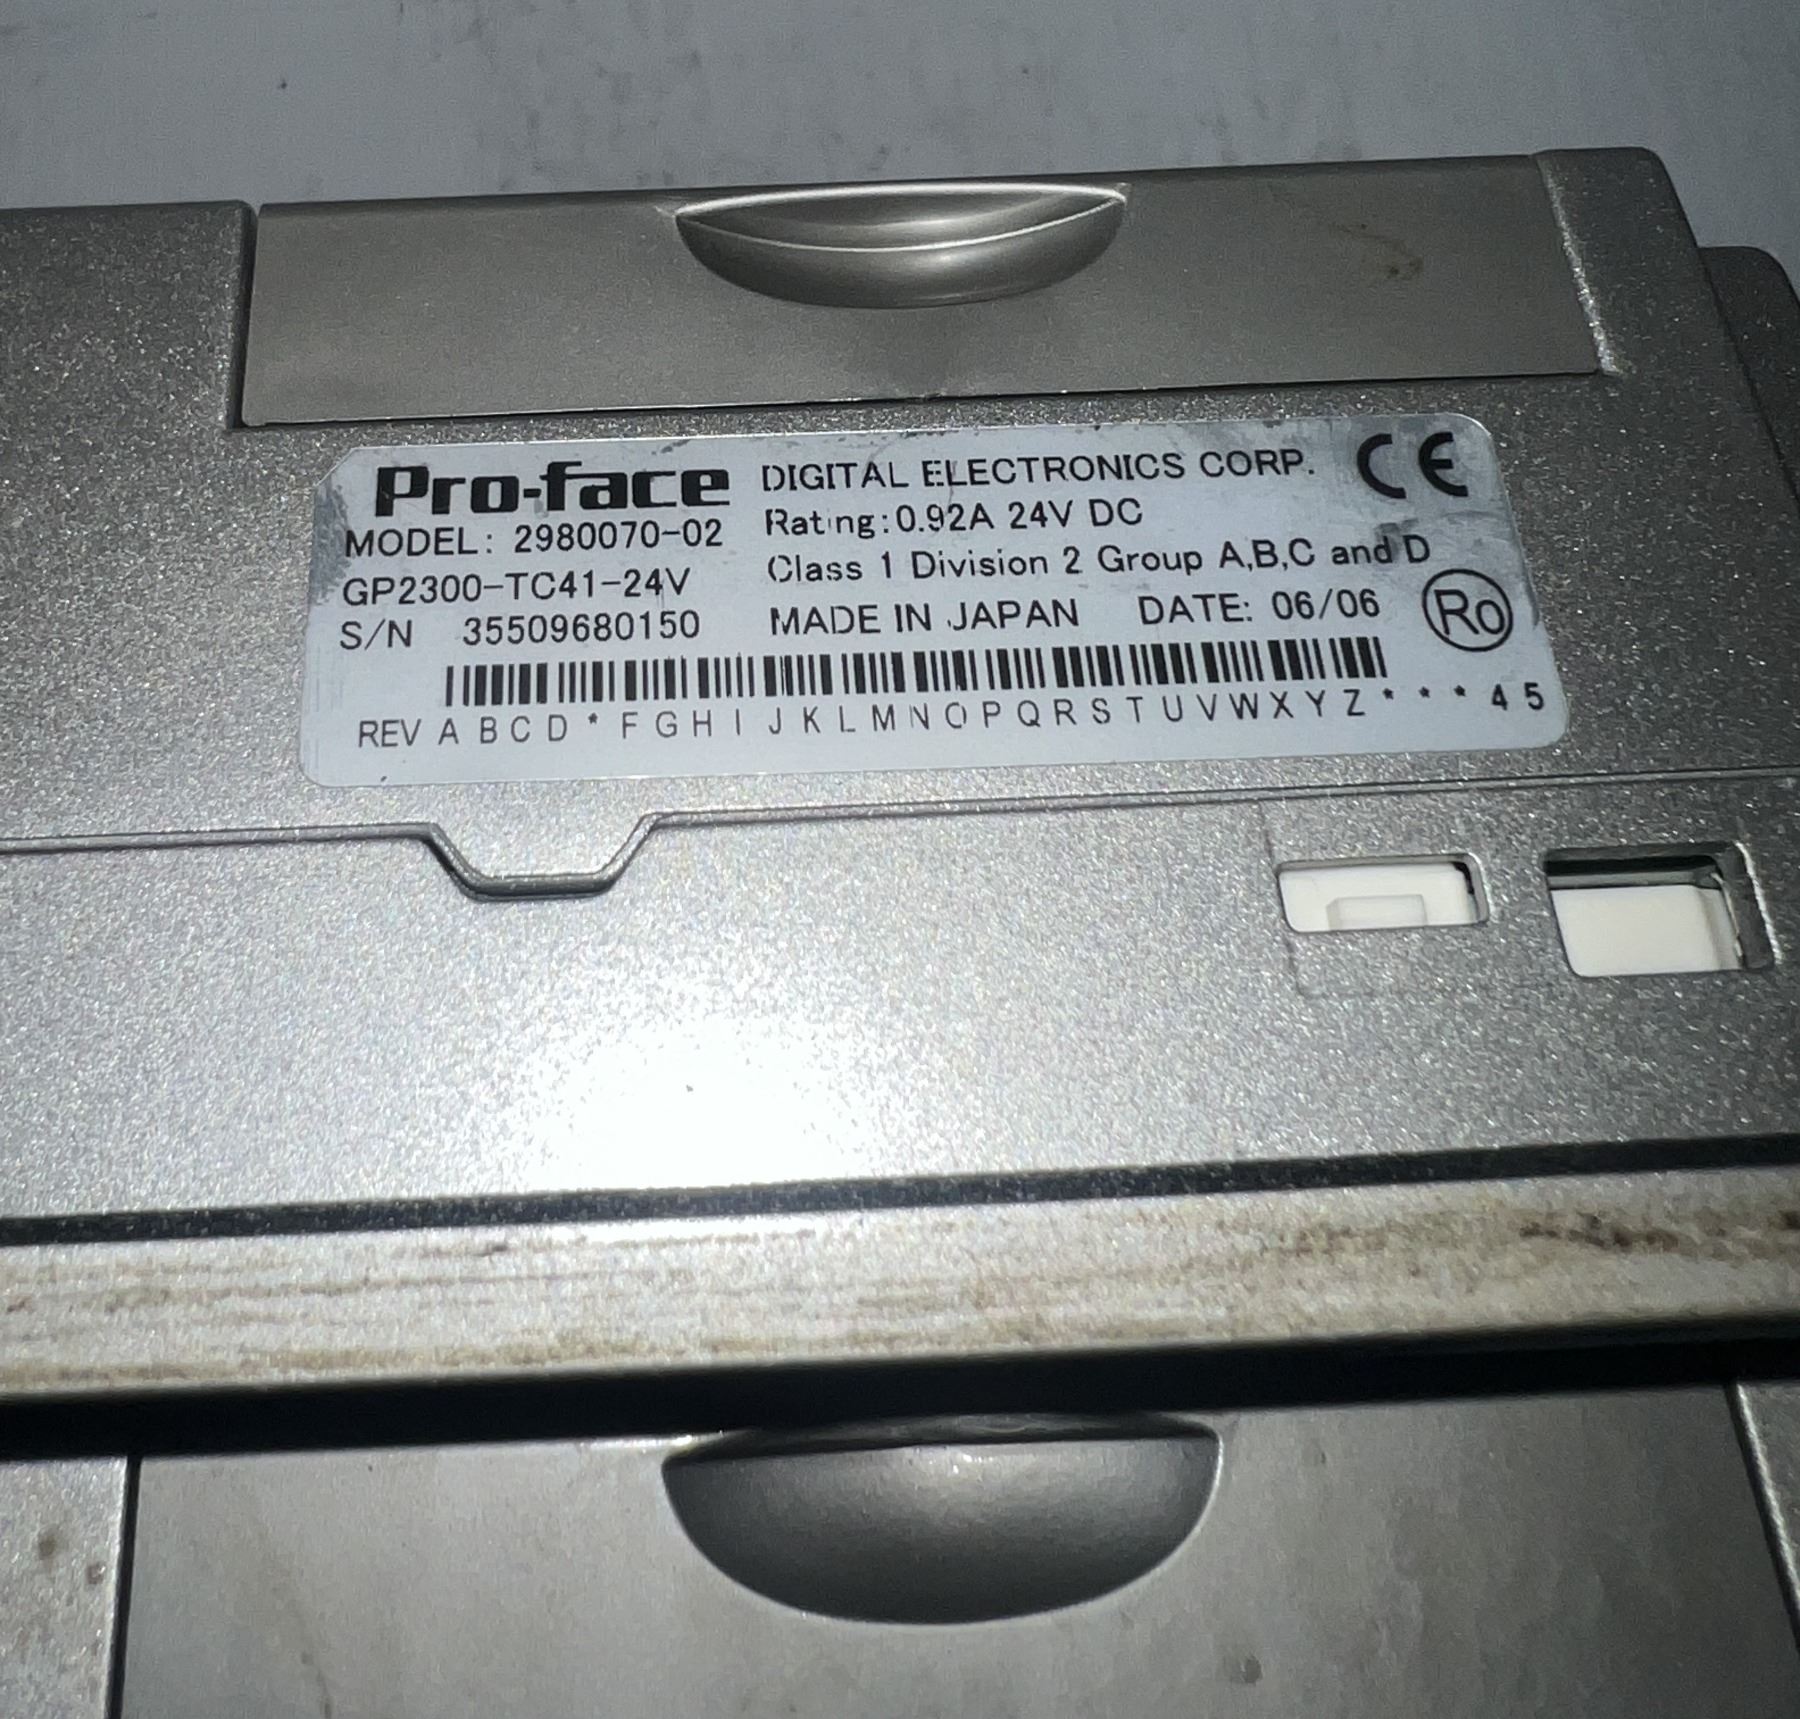 Pro-face DIGITAL ELECTRONICS CORP. CE
MODEL: 2980070-02 Rating:0.92A 24V DC
GP2300-TC41-24V Class 1 Division 2 Group A,B,C and D
S/N 35509680150 MADE IN JAPAN DATE: 06/06 Ro
REV A B C D * F G H I J K L M N O P Q R S T U V W X Y Z * * * 4 5